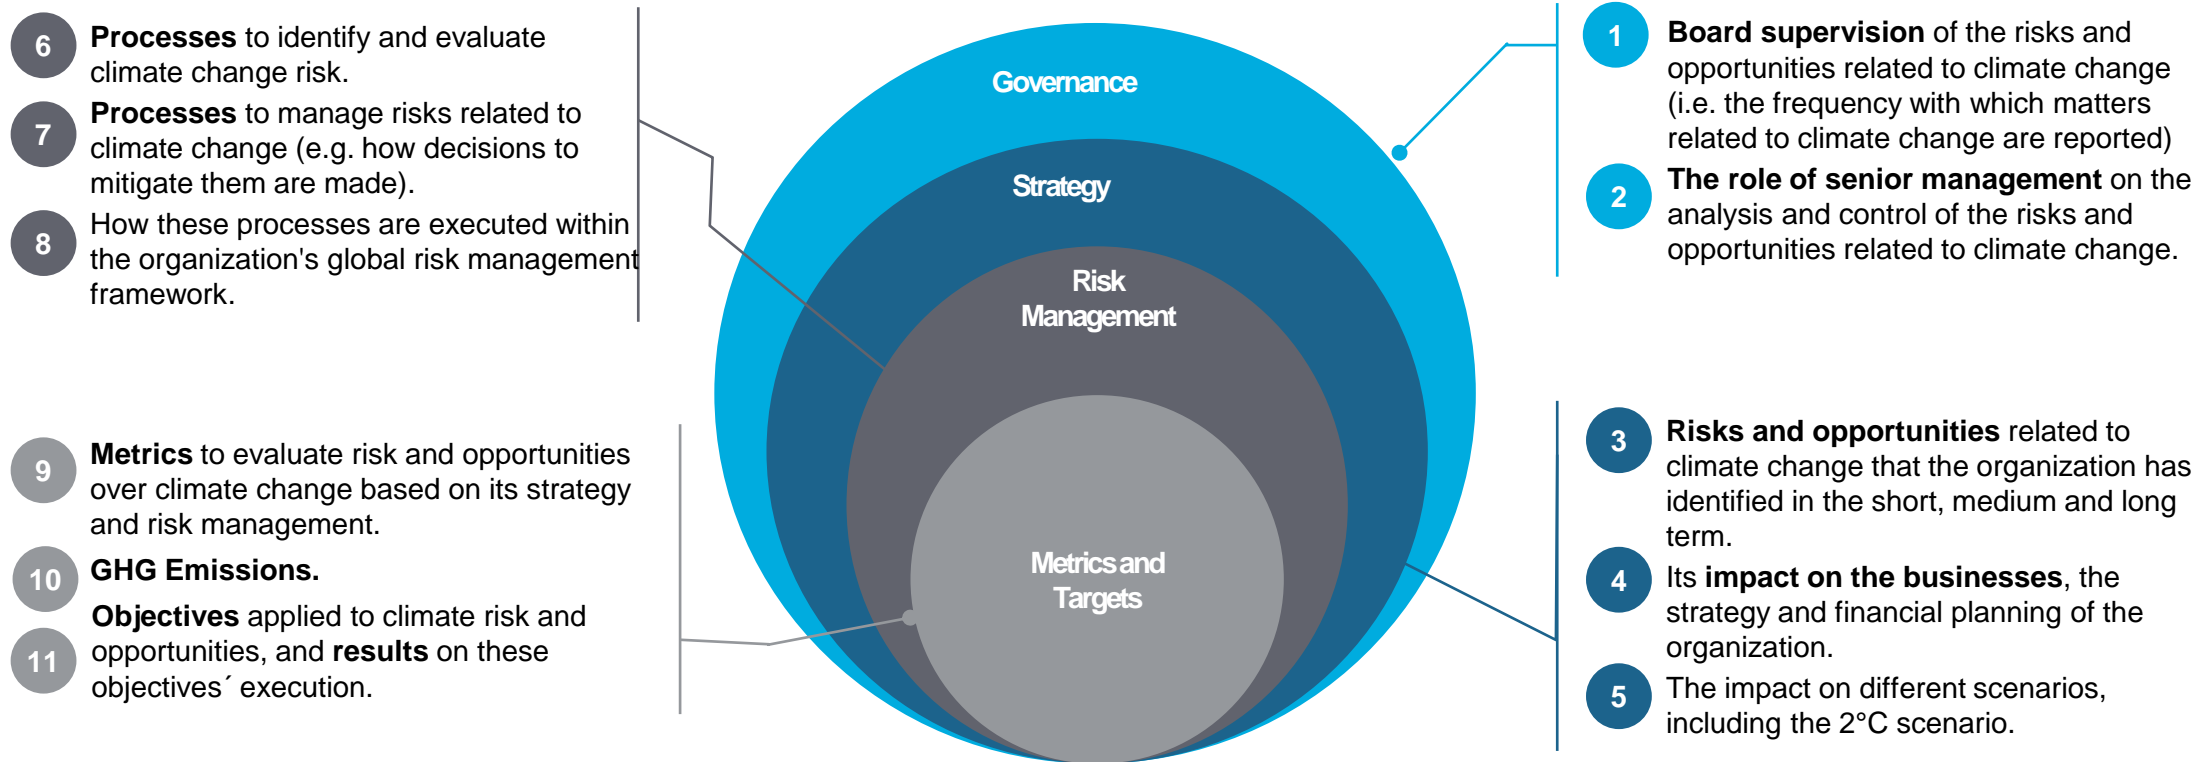 6
Processes to identify and evaluate
climate change risk.
7
Processes to manage risks related to
climate change (e.g. how decisions to
mitigate them are made).
8
How these processes are executed within
the organization's global risk management
framework.
9
Metrics to evaluate risk and opportunities
over climate change based on its strategy
and risk management.
10
GHG Emissions.
11
Objectives applied to climate risk and
opportunities, and results on these
objectives´ execution.
Governance
Strategy
Risk
Management
Metrics and
Targets
1
Board supervision of the risks and
opportunities related to climate change
(i.e. the frequency with which matters
related to climate change are reported)
2
The role of senior management on the
analysis and control of the risks and
opportunities related to climate change.
3
Risks and opportunities related to
climate change that the organization has
identified in the short, medium and long
term.
4
Its impact on the businesses, the
strategy and financial planning of the
organization.
5
The impact on different scenarios,
including the 2°C scenario.